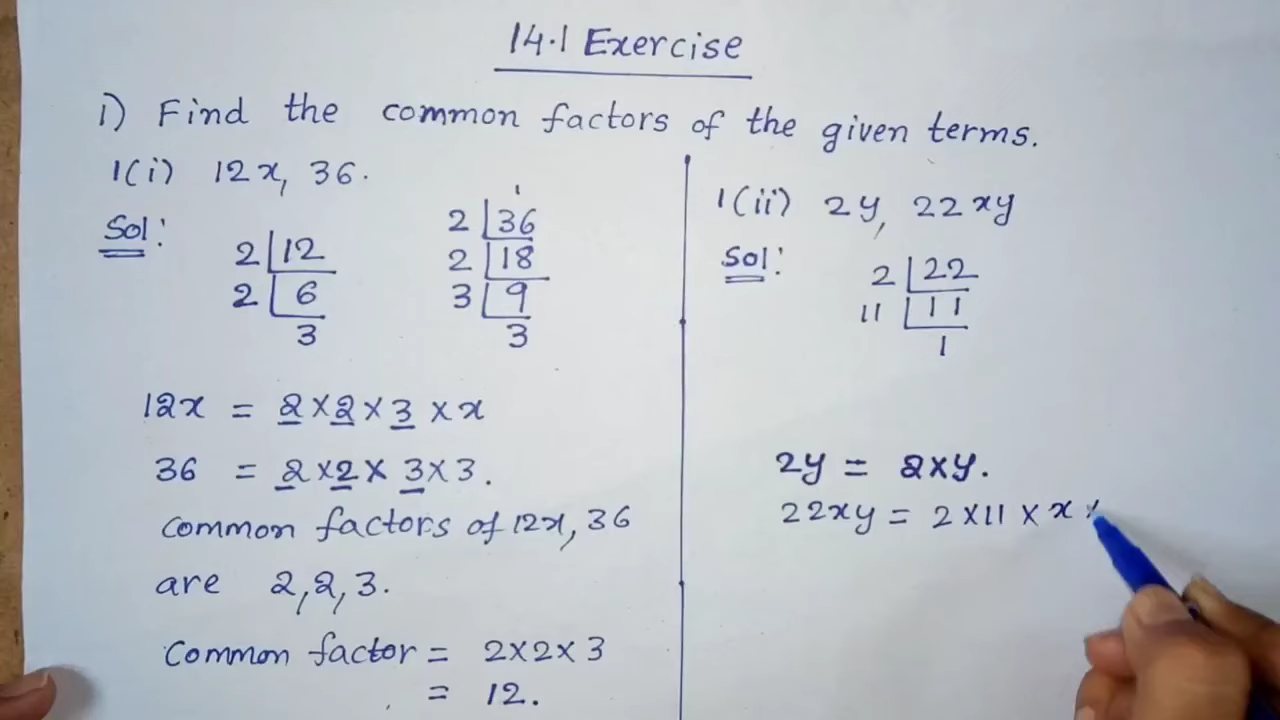 14.1 Exercise
i) Find the common factors of the given terms.
1(i) 12x, 36.
Sol:
2 | 12
2 | 6
3
1
2 | 36
2 | 18
3 | 9
3
12x = 2 × 2 × 3 × x
36 = 2 × 2 × 3 × 3.
common factors of 12x, 36
are 2, 2, 3.
Common factor = 2 × 2 × 3
= 12.
1(ii) 2y, 22xy
Sol:
2 | 22
11 | 11
1
2y = 2×y.
22xy = 2 × 11 × x ×